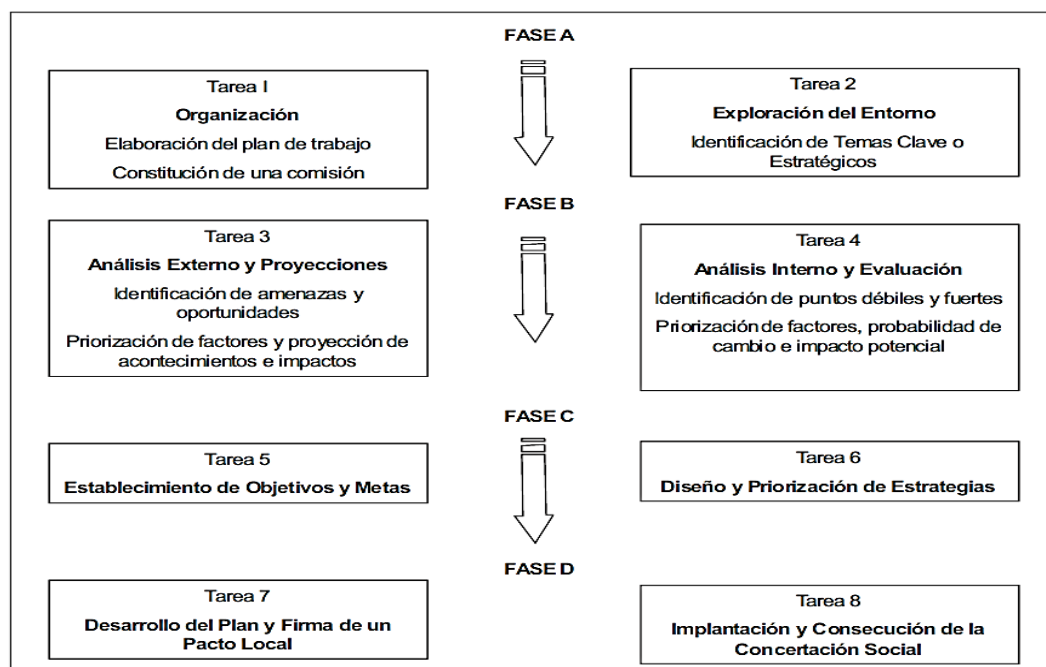 FASE A
Tarea I
Organización
Elaboración del plan de trabajo
Constitución de una comisión
Tarea 2
Exploración del Entorno
Identificación de Temas Clave o
Estratégicos
FASE B
Tarea 3
Análisis Externo y Proyecciones
Identificación de amenazas y
oportunidades
Priorización de factores y proyección de
acontecimientos e impactos
Tarea 4
Análisis Interno y Evaluación
Identificación de puntos débiles y fuertes
Priorización de factores, probabilidad de
cambio e impacto potencial
FASE C
Tarea 5
Establecimiento de Objetivos y Metas
Tarea 6
Diseño y Priorización de Estrategias
FASE D
Tarea 7
Desarrollo del Plan y Firma de un
Pacto Local
Tarea 8
Implantación y Consecución de la
Concertación Social